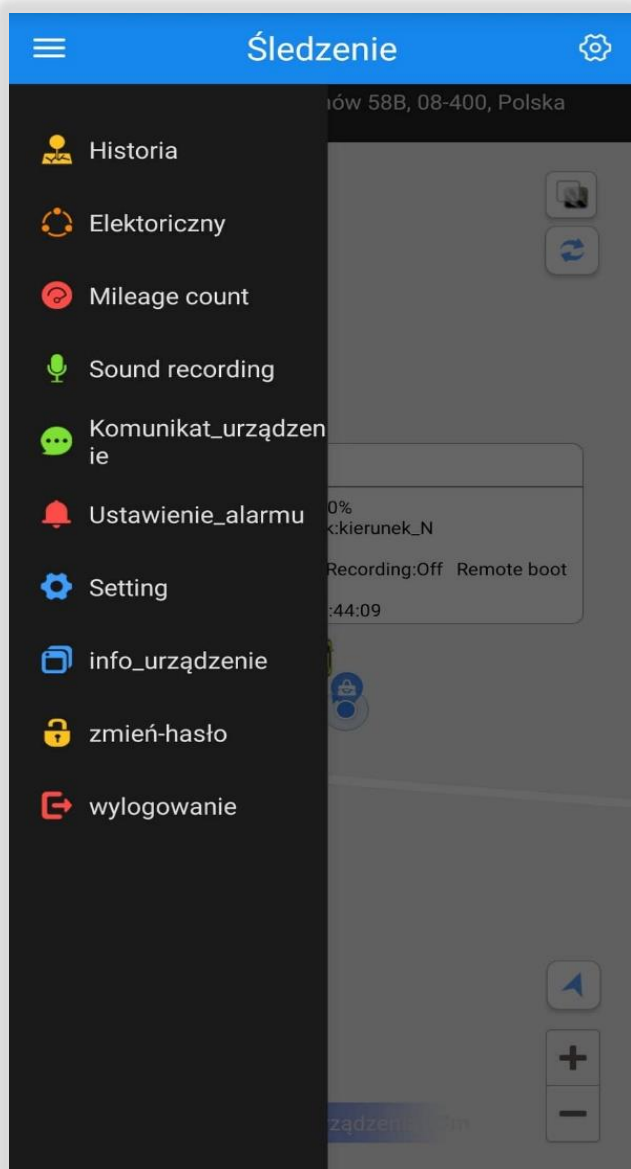 Śledzenie
58B, 08-400, Polska
Historia
Elektoriczny
Mileage count
Sound recording
Komunikat_urządzen
ie
Ustawienie_alarmu
0%
:kierunek_N
Setting
Recording:Off Remote boot
:44:09
info_urządzenie
zmień-hasło
wylogowanie